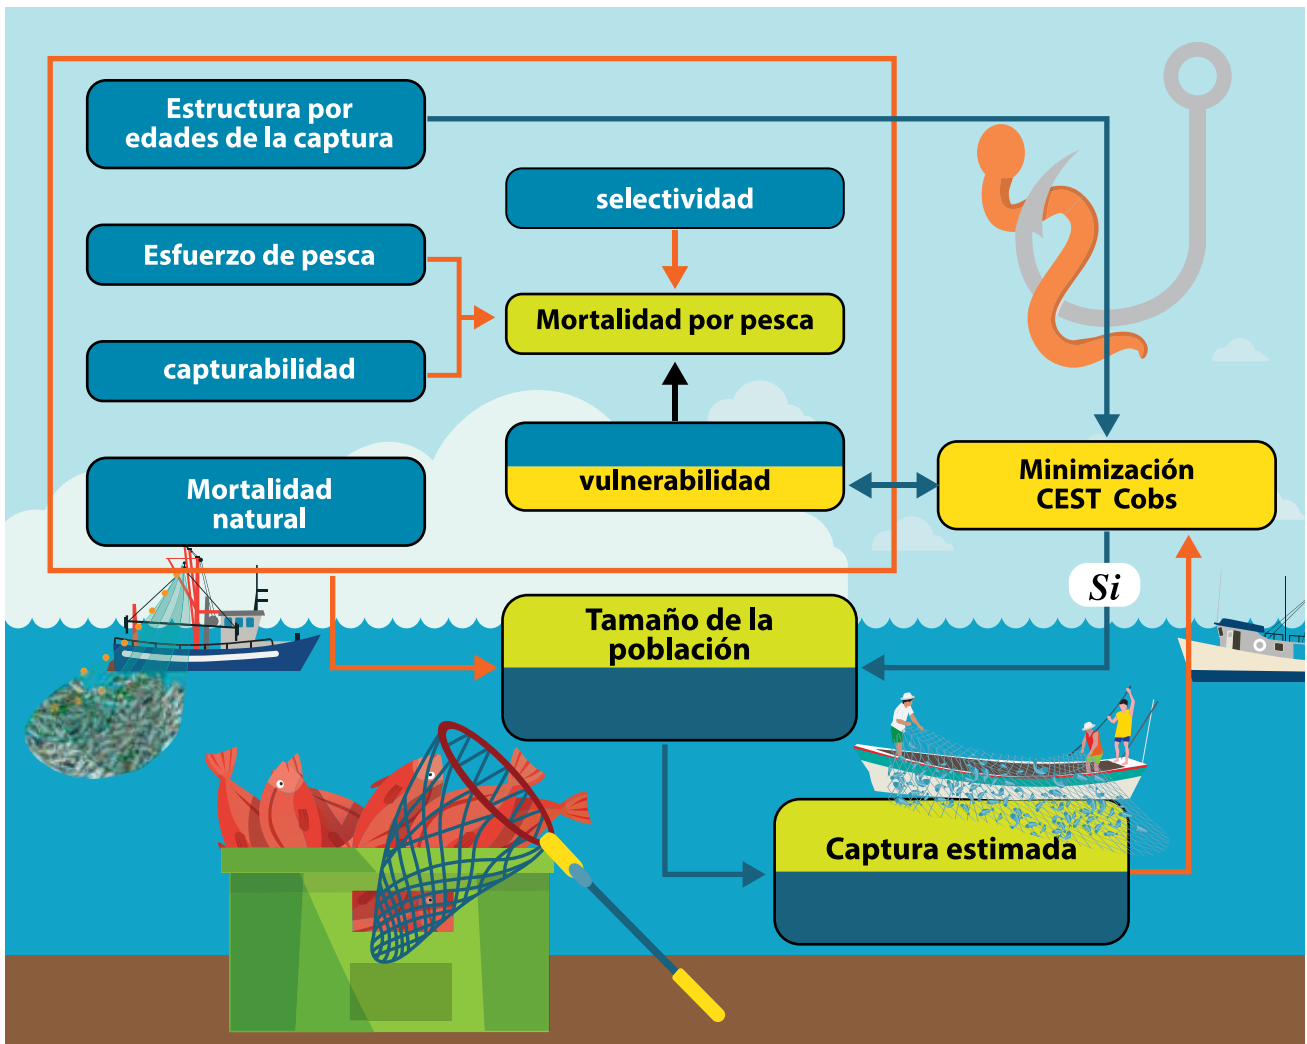 Estructura por
edades de la captura
selectividad
Esfuerzo de pesca
Mortalidad por pesca
capturabilidad
vulnerabilidad
Minimización
CEST Cobs
Mortalidad
natural
Si
Tamaño de la
población
Captura estimada